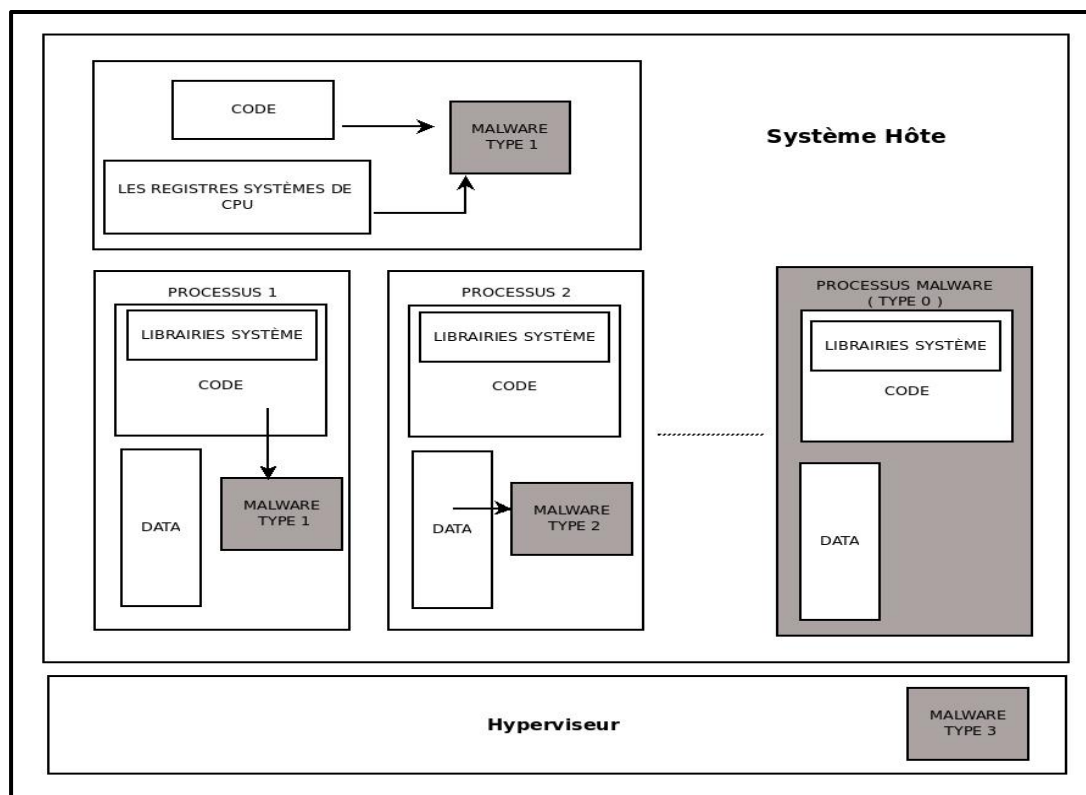 CODE
MALWARE
TYPE 1
Système Hôte
LES REGISTRES SYSTÈMES DE
CPU
PROCESSUS 1
LIBRAIRIES SYSTÈME
CODE
DATA
MALWARE
TYPE 1
PROCESSUS 2
LIBRAIRIES SYSTÈME
CODE
DATA
MALWARE
TYPE 2
PROCESSUS MALWARE
( TYPE 0 )
LIBRAIRIES SYSTÈME
CODE
DATA
Hyperviseur
MALWARE
TYPE 3